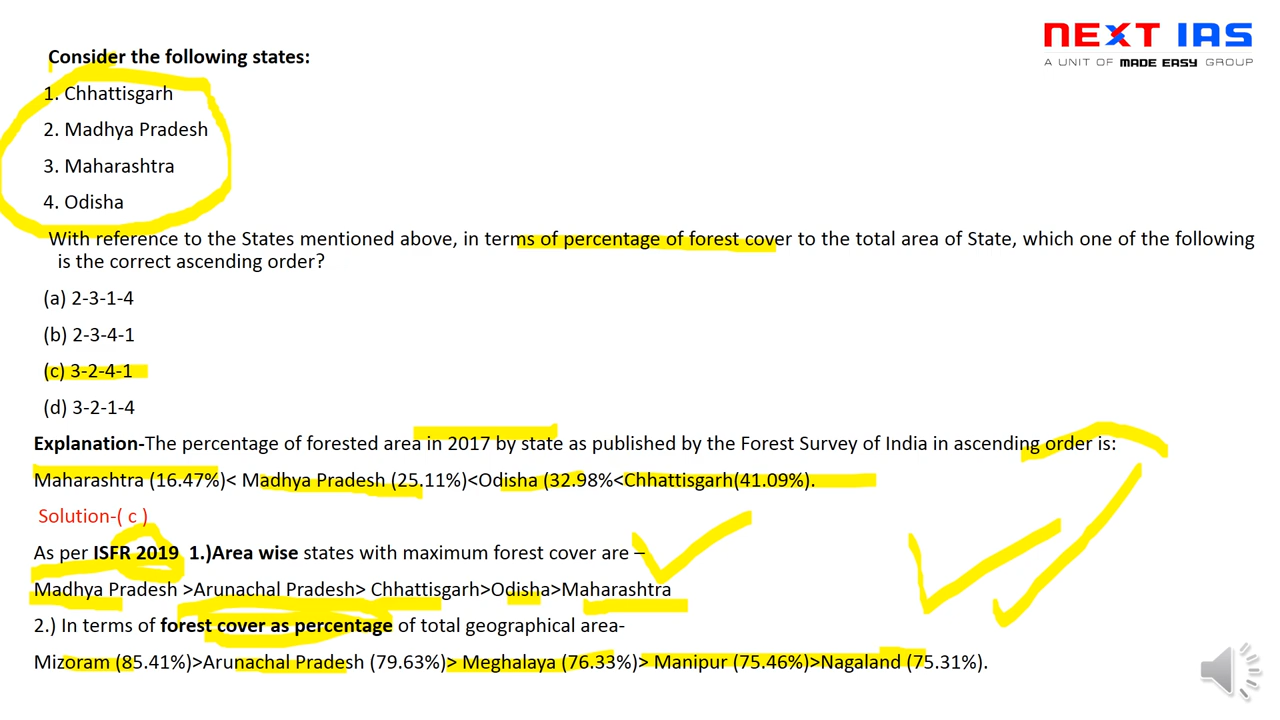 NEXT IAS
A UNIT OF MADE EASY GROUP
Consider the following states:
1. Chhattisgarh
2. Madhya Pradesh
3. Maharashtra
4. Odisha
With reference to the States mentioned above, in terms of percentage of forest cover to the total area of State, which one of the following
is the correct ascending order?
(a) 2-3-1-4
(b) 2-3-4-1
(c) 3-2-4-1
(d) 3-2-1-4
Explanation-The percentage of forested area in 2017 by state as published by the Forest Survey of India in ascending order is:
Maharashtra (16.47%)< Madhya Pradesh (25.11%)<Odisha (32.98%<Chhattisgarh(41.09%).
Solution-( c )
As per ISFR 2019 1.)Area wise states with maximum forest cover are –
Madhya Pradesh >Arunachal Pradesh> Chhattisgarh>Odisha>Maharashtra
2.) In terms of forest cover as percentage of total geographical area-
Mizoram (85.41%)>Arunachal Pradesh (79.63%)> Meghalaya (76.33%)> Manipur (75.46%)>Nagaland (75.31%).